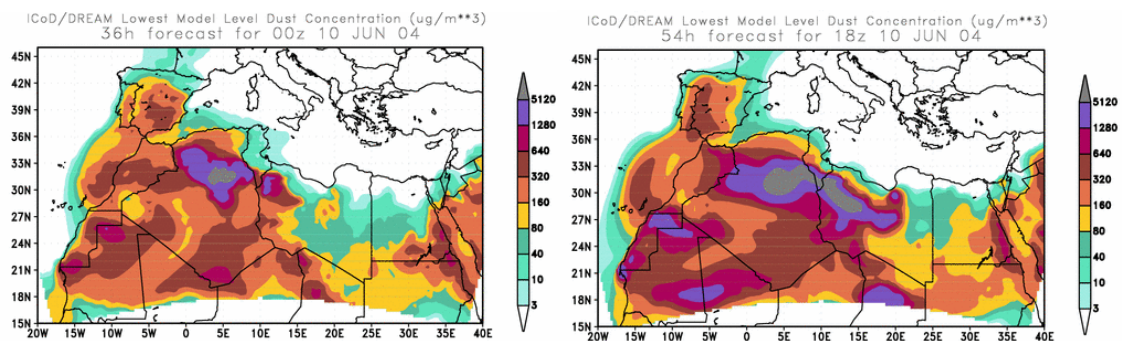 ICoD/DREAM Lowest Model Level Dust Concentration (ug/m**3)
36h forecast for 00z 10 JUN 04
45N
42N
39N
36N
33N
30N
27N
24N
21N
18N
15N
20W 15W 10W 5W 0 5E 10E 15E 20E 25E 30E 35E 40E
5120
1280
640
320
160
80
40
10
3
ICoD/DREAM Lowest Model Level Dust Concentration (ug/m**3)
54h forecast for 18z 10 JUN 04
45N
42N
39N
36N
33N
30N
27N
24N
21N
18N
15N
20W 15W 10W 5W 0 5E 10E 15E 20E 25E 30E 35E 40E
5120
1280
640
320
160
80
40
10
3